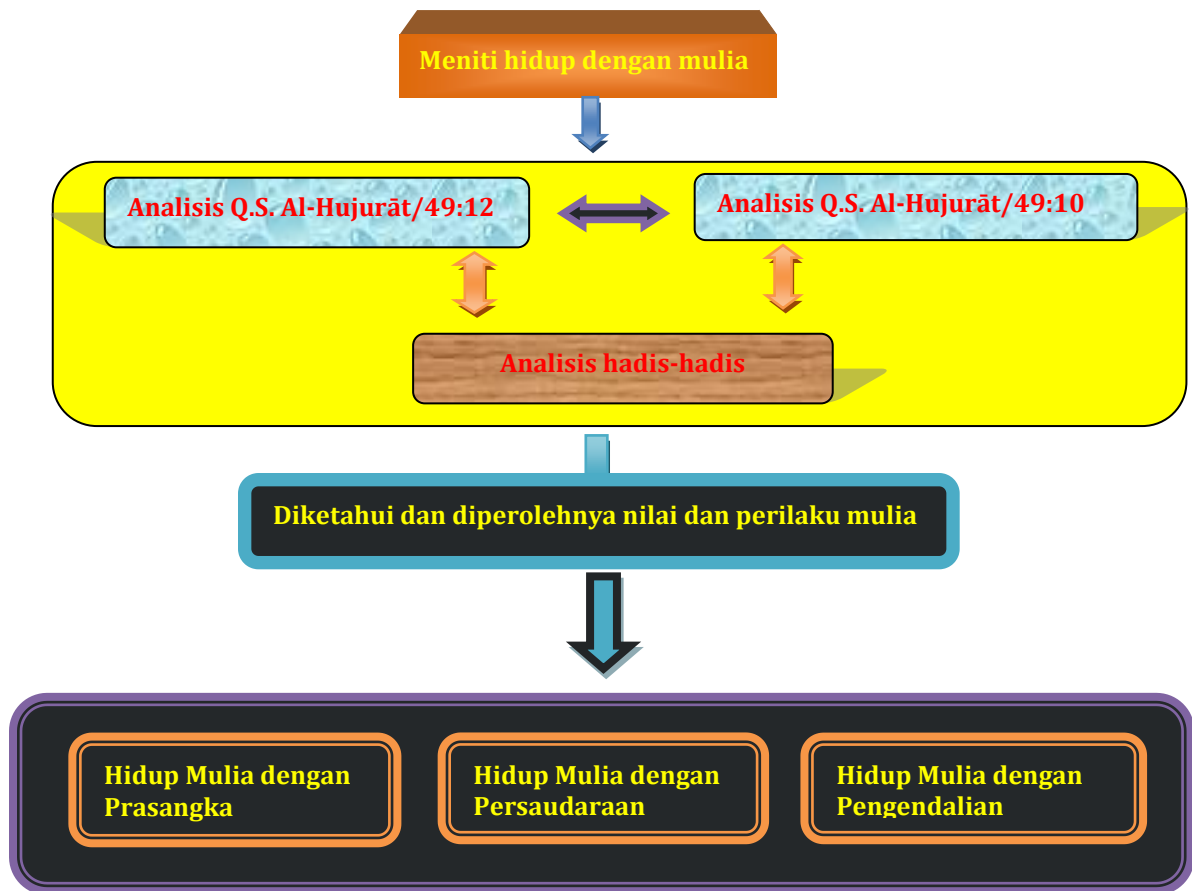 Meniti hidup dengan mulia
Analisis Q.S. Al-Hujurāt/49:12
Analisis Q.S. Al-Hujurāt/49:10
Analisis hadis-hadis
Diketahui dan diperolehnya nilai dan perilaku mulia
Hidup Mulia dengan
Prasangka
Hidup Mulia dengan
Persaudaraan
Hidup Mulia dengan
Pengendalian